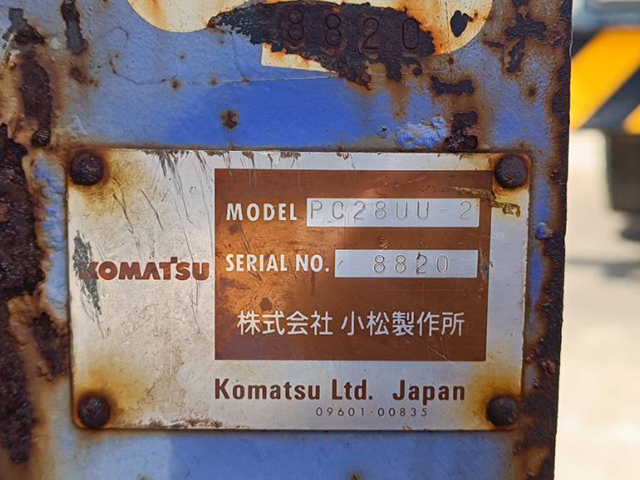 8820
MODEL PC28UU-2
KOMATSU
SERIAL NO. 8820
株式会社 小松製作所
Komatsu Ltd. Japan
09601-00835